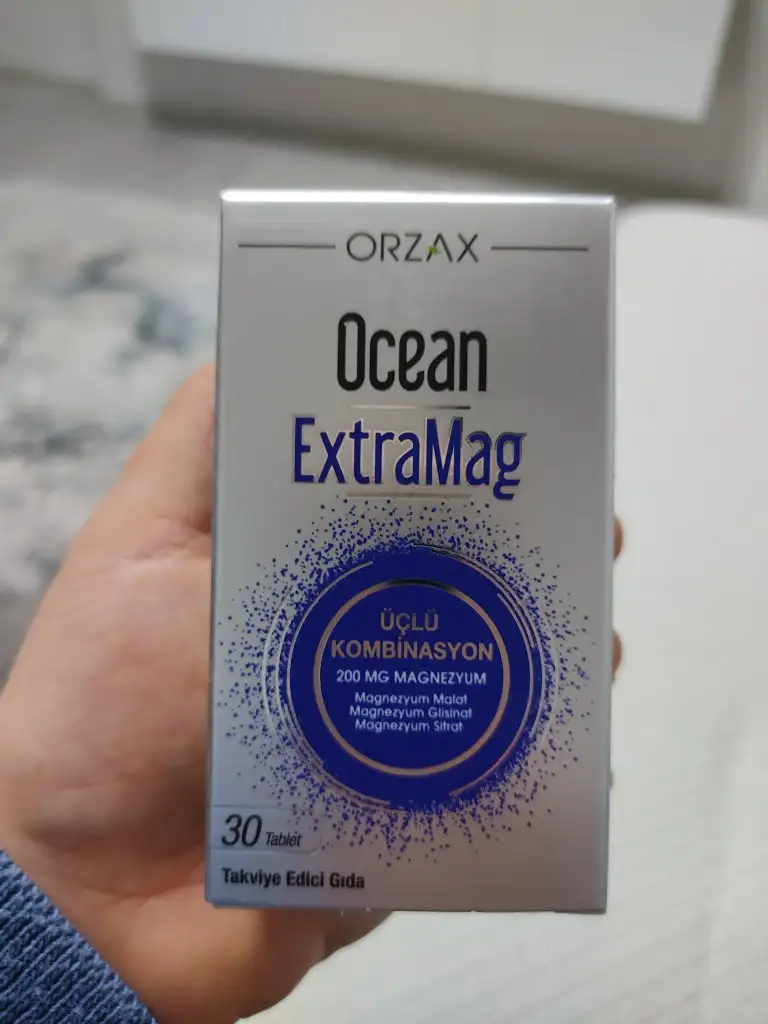 ORZAX
Ocean
ExtraMag
ÜÇLÜ
KOMBİNASYON
200 MG MAGNEZYUM
Magnezyum Malat
Magnezyum Glisinat
Magnezyum Sitrat
30 Tablet
Takviye Edici Gıda